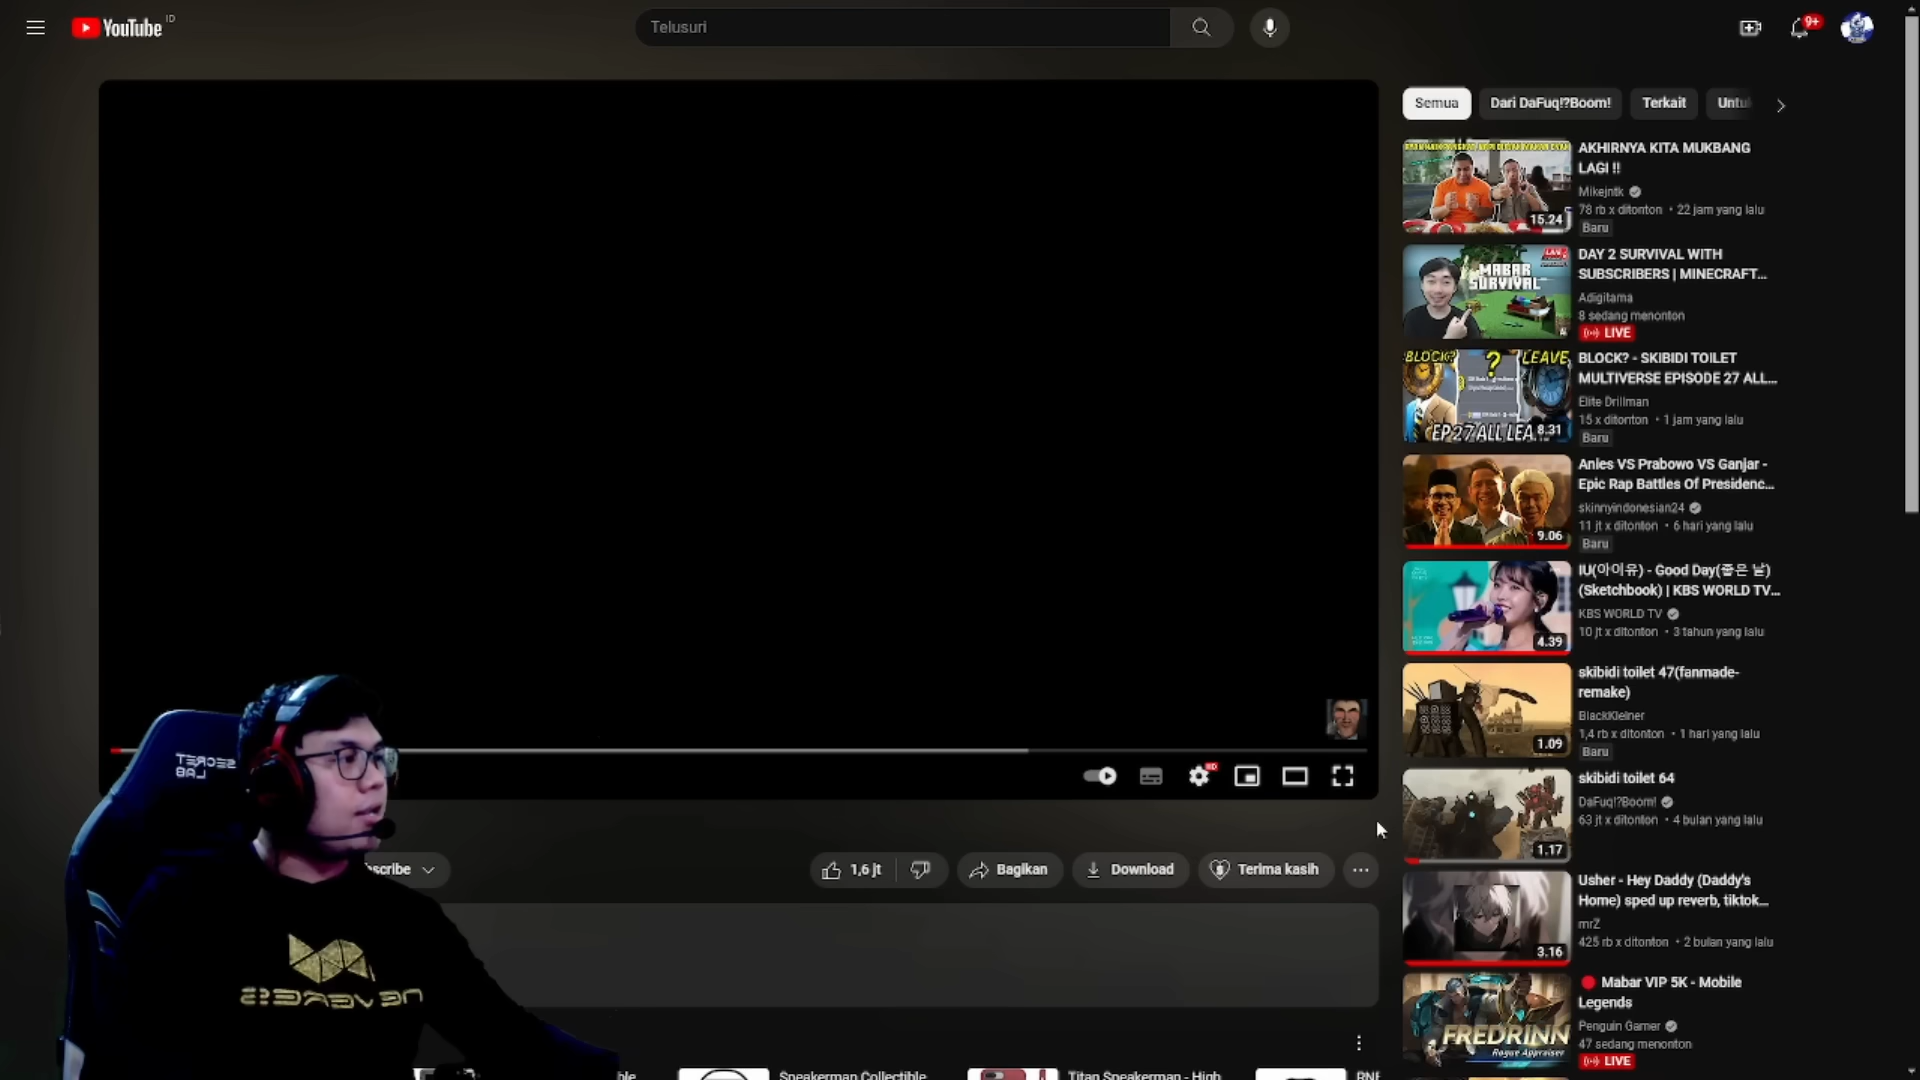 YouTube ID
Telusuri
9+
Semua
Dari DaFuq!?Boom!
Terkait
AKHIRNYA KITA MUKBANG
LAGI !!
Mikejntk
78 rb x ditonton • 22 jam yang lalu
Baru
15.24
MABAR
SURVIVAL
DAY 2 SURVIVAL WITH
SUBSCRIBERS | MINECRAFT...
Adigitama
8 sedang menonton
LIVE
BLOCK?
?
LEAVE
EP27 ALL LEA
8.31
BLOCK? - SKIBIDI TOILET
MULTIVERSE EPISODE 27 ALL...
Elite Drillman
15 x ditonton • 1 jam yang lalu
Baru
Anies VS Prabowo VS Ganjar -
Epic Rap Battles Of Presidenc...
skinnyindonesian24
11 jt x ditonton • 6 hari yang lalu
Baru
9.06
IU(아이유) - Good Day(좋은 날)
(Sketchbook) | KBS WORLD TV...
KBS WORLD TV
10 jt x ditonton • 3 tahun yang lalu
4.39
skibidi toilet 47(fanmade-
remake)
BlackKleiner
1,4 rb x ditonton • 1 hari yang lalu
Baru
1.09
skibidi toilet 64
DaFuq!?Boom!
63 jt x ditonton • 4 bulan yang lalu
1.17
Usher - Hey Daddy (Daddy's
Home) sped up reverb, tiktok...
mrZ
425 rb x ditonton • 2 bulan yang lalu
3.16
FREDRINN
Rogue Appraiser
Mabar VIP 5K - Mobile
Legends
Penguin Gamer
47 sedang menonton
LIVE
HD
SECRET
LAB
scribe
1,6 jt
Bagikan
Download
Terima kasih
Speakerman Collectible
Titan Speakerman - High